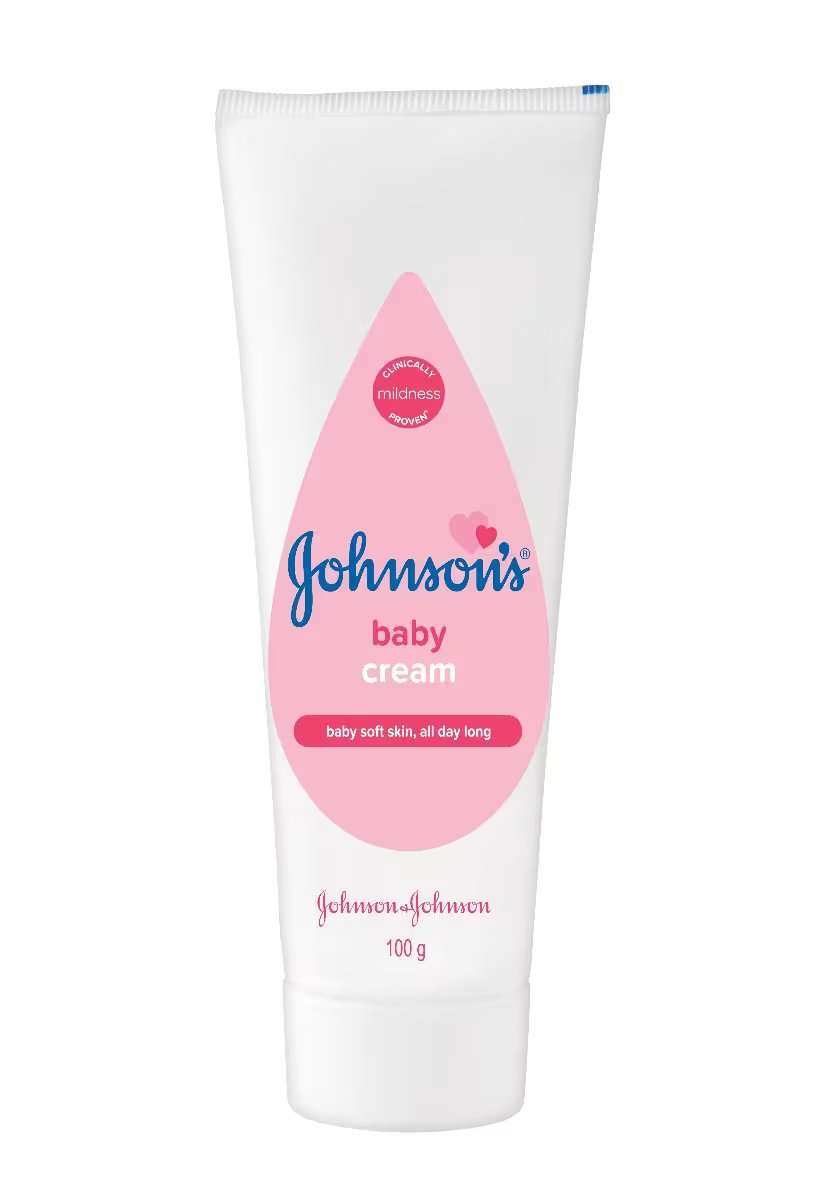 CLINICALLY
mildness
PROVEN
Johnson's®
baby
cream
baby soft skin, all day long
Johnson & Johnson
100 g